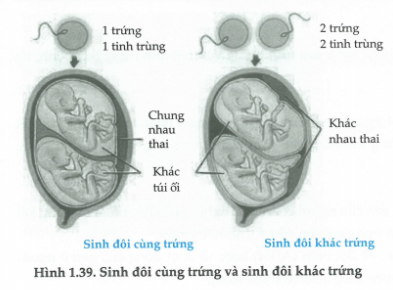 1 trứng
1 tinh trùng
2 trứng
2 tinh trùng
Chung
nhau
thai
Khác
túi ối
Khác
nhau thai
Sinh đôi cùng trứng
Sinh đôi khác trứng
Hình 1.39. Sinh đôi cùng trứng và sinh đôi khác trứng